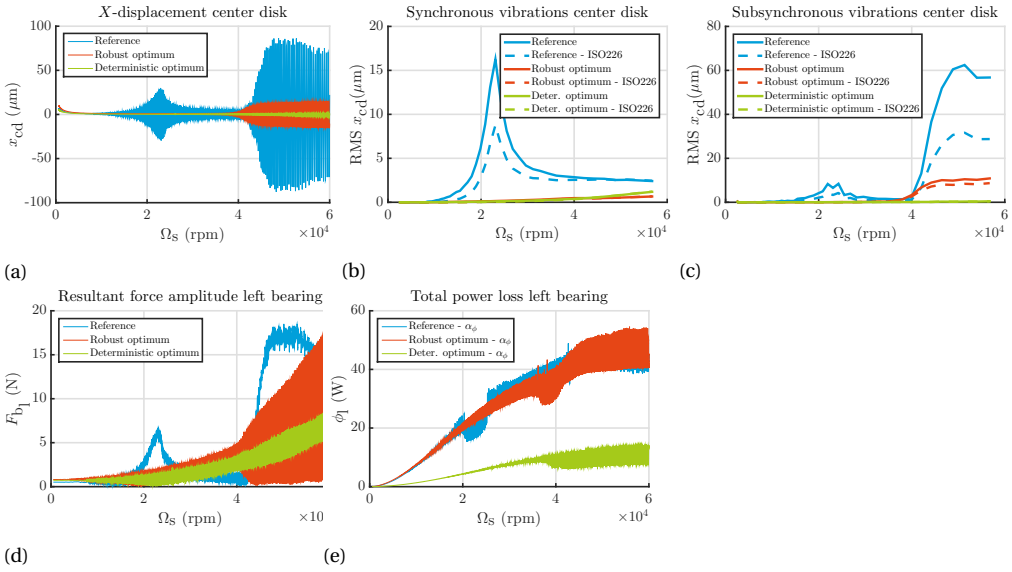 X-displacement center disk
100
50
0
-50
-100
x_cd (μm)
Reference
Robust optimum
Deterministic optimum
0
2
4
6
Ω_s (rpm)
×10^4
(a)
Synchronous vibrations center disk
20
15
10
5
0
RMS x_cd(μm)
Reference
Reference - ISO226
Robust optimum
Robust optimum - ISO226
Deter. optimum
Deter. optimum - ISO226
0
2
4
6
Ω_s (rpm)
×10^4
(b)
Subsynchronous vibrations center disk
80
60
40
20
0
RMS x_cd(μm)
Reference
Reference - ISO226
Robust optimum
Robust optimum - ISO226
Deterministic optimum
Deterministic optimum - ISO226
0
2
4
6
Ω_s (rpm)
×10^4
(c)
Resultant force amplitude left bearing
20
15
10
5
0
F_b_l (N)
Reference
Robust optimum
Deterministic optimum
0
2
4
Ω_s (rpm)
×10
(d)
Total power loss left bearing
60
40
20
0
ϕ_l (W)
Reference - α_ϕ
Robust optimum - α_ϕ
Deter. optimum - α_ϕ
0
2
4
6
Ω_s (rpm)
×10^4
(e)